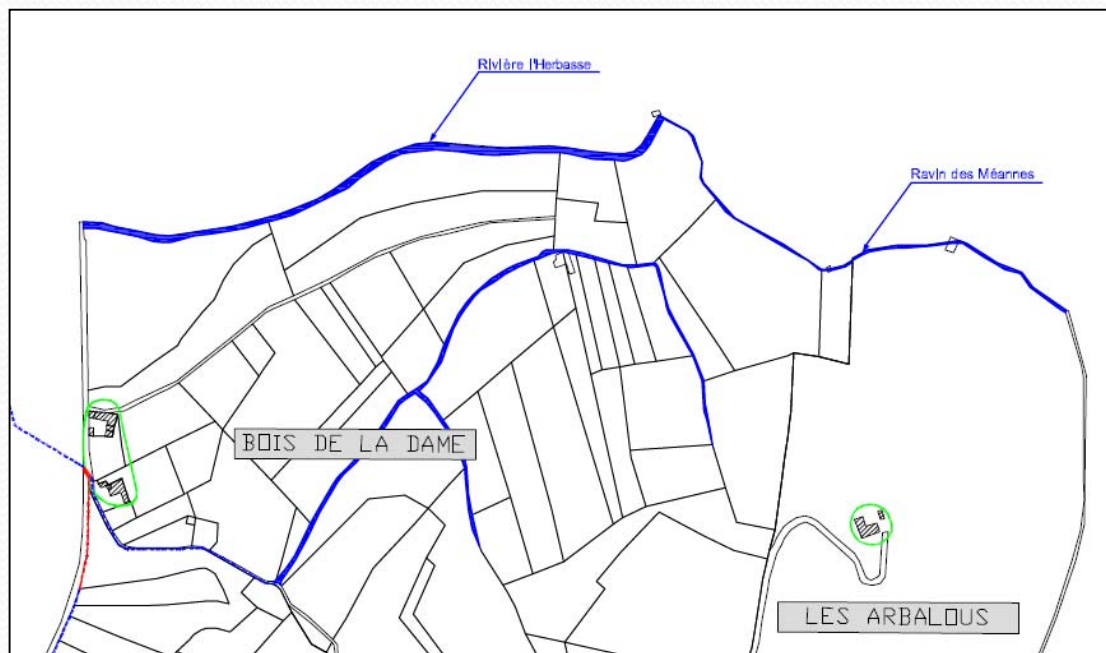 Rivière l'Herbasse
Ravin des Méannes
BOIS DE LA DAME
LES ARBALOUS